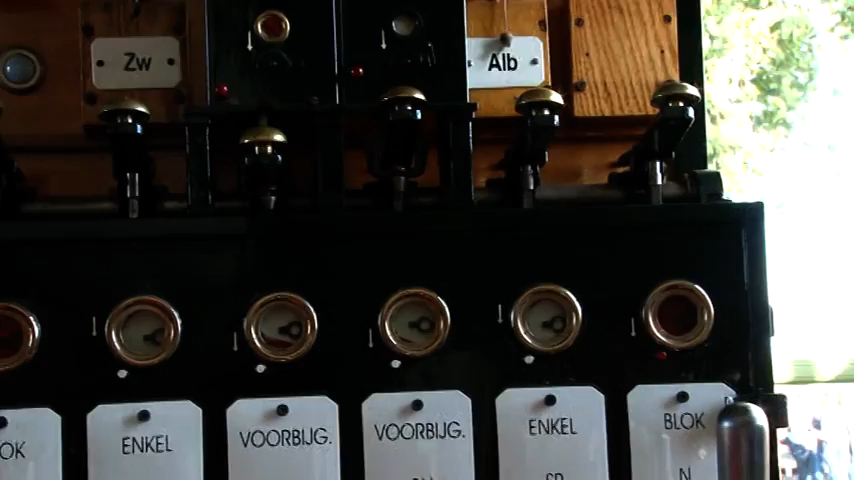 Zw
Alb
OK
ENKEL
VOORBIJG.
VOORBIJG.
ENKEL
BLOK
N